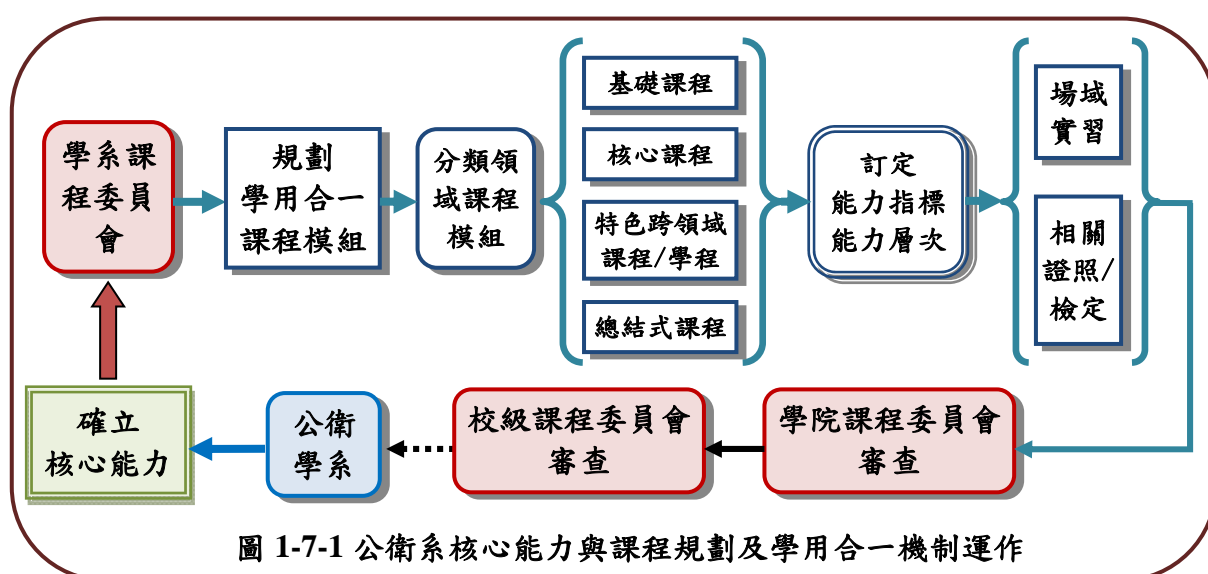 學系課
程委員
會
規劃
學用合一
課程模組
分類領
域課程
模組
基礎課程
核心課程
特色跨領域
課程/學程
總結式課程
訂定
能力指標
能力層次
場域
實習
相關
證照/
檢定
確立
核心能力
公衛
學系
校級課程委員會
審查
學院課程委員會
審查
圖 1-7-1 公衛系核心能力與課程規劃及學用合一機制運作